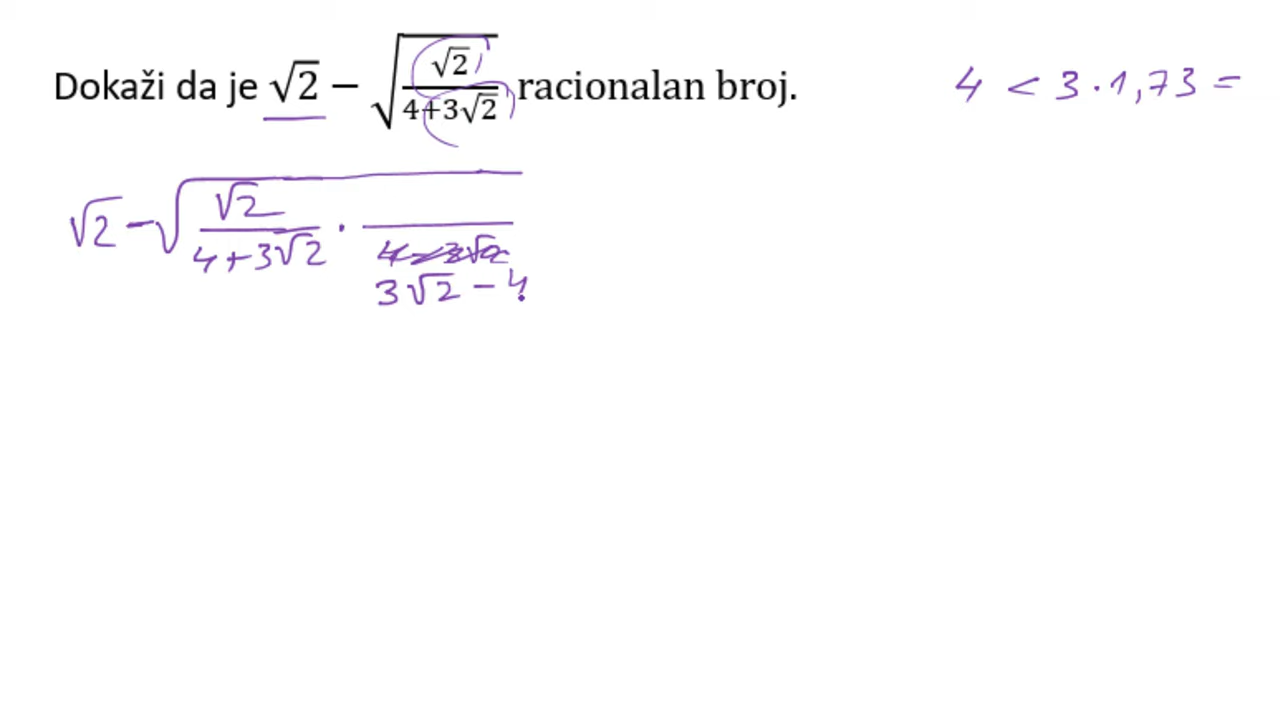 Dokaži da je √2 − √(√2/(4+3√2)) racionalan broj.
4 < 3 · 1,73 =
√2 − √(√2/(4+3√2) ·
3√2 − 4